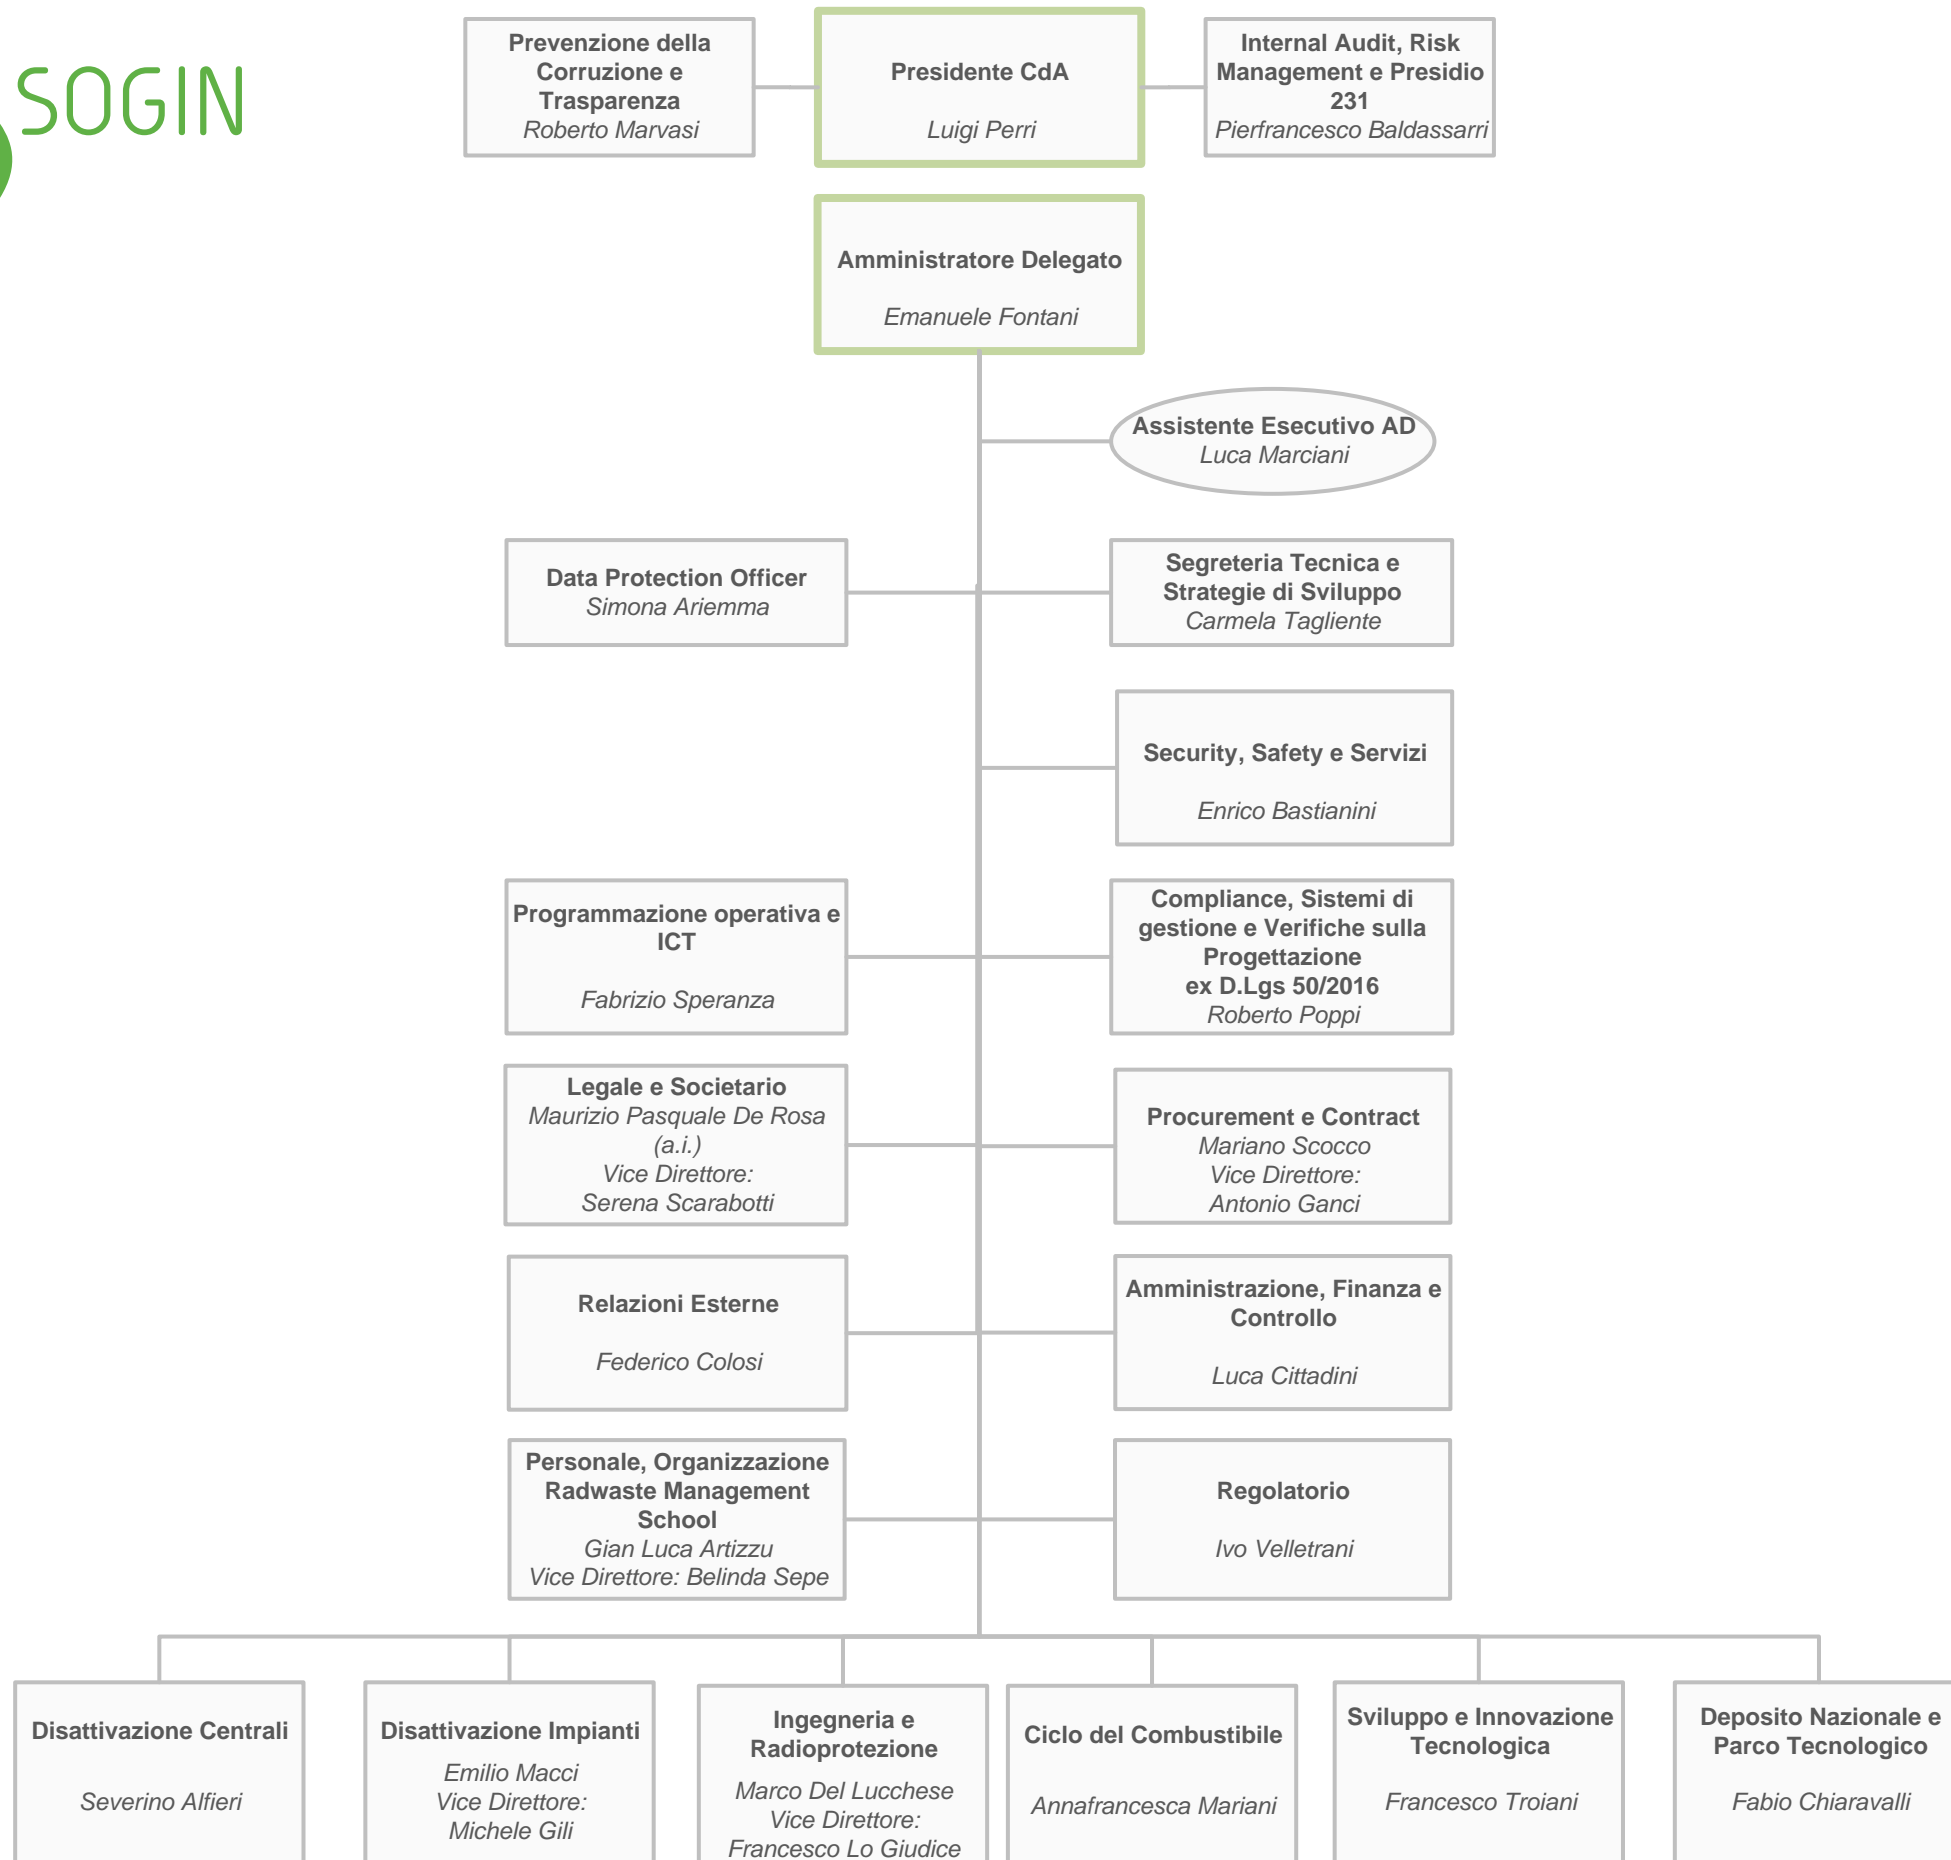 SOGIN
Prevenzione della
Corruzione e
Trasparenza
Roberto Marvasi
Presidente CdA
Luigi Perri
Internal Audit, Risk
Management e Presidio
231
Pierfrancesco Baldassarri
Amministratore Delegato
Emanuele Fontani
Assistente Esecutivo AD
Luca Marciani
Data Protection Officer
Simona Ariemma
Segreteria Tecnica e
Strategie di Sviluppo
Carmela Tagliente
Security, Safety e Servizi
Enrico Bastianini
Programmazione operativa e
ICT
Fabrizio Speranza
Compliance, Sistemi di
gestione e Verifiche sulla
Progettazione
ex D.Lgs 50/2016
Roberto Poppi
Legale e Societario
Maurizio Pasquale De Rosa
(a.i.)
Vice Direttore:
Serena Scarabotti
Procurement e Contract
Mariano Scocco
Vice Direttore:
Antonio Ganci
Relazioni Esterne
Federico Colosi
Amministrazione, Finanza e
Controllo
Luca Cittadini
Personale, Organizzazione
Radwaste Management
School
Gian Luca Artizzu
Vice Direttore: Belinda Sepe
Regolatorio
Ivo Velletrani
Disattivazione Centrali
Severino Alfieri
Disattivazione Impianti
Emilio Macci
Vice Direttore:
Michele Gili
Ingegneria e
Radioprotezione
Marco Del Lucchese
Vice Direttore:
Francesco Lo Giudice
Ciclo del Combustibile
Annafrancesca Mariani
Sviluppo e Innovazione
Tecnologica
Francesco Troiani
Deposito Nazionale e
Parco Tecnologico
Fabio Chiaravalli